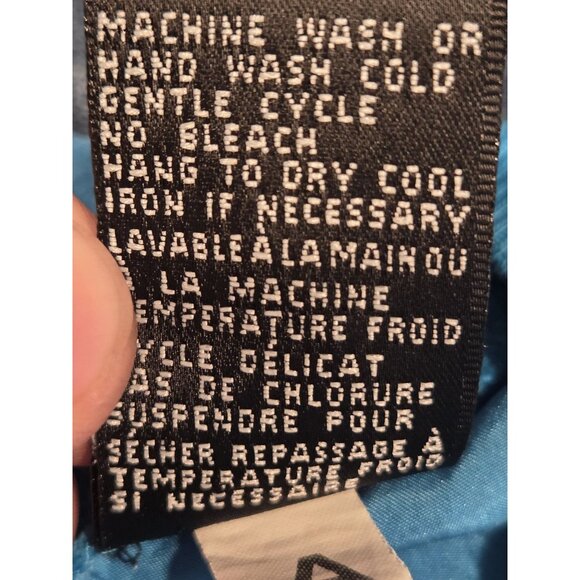 MACHINE WASH OR
HAND WASH COLD
GENTLE CYCLE
NO BLEACH
HANG TO DRY COOL
IRON IF NECESSARY
LAVABLE À LA MAIN OU
LA MACHINE
TEMPERATURE FROID
CYCLE DÉLICAT
PAS DE CHLORURE
SUSRENDRE POUR
SÉCHER REPASSAGE À
TEMPERATURE FROID
SI NECESSAIRE